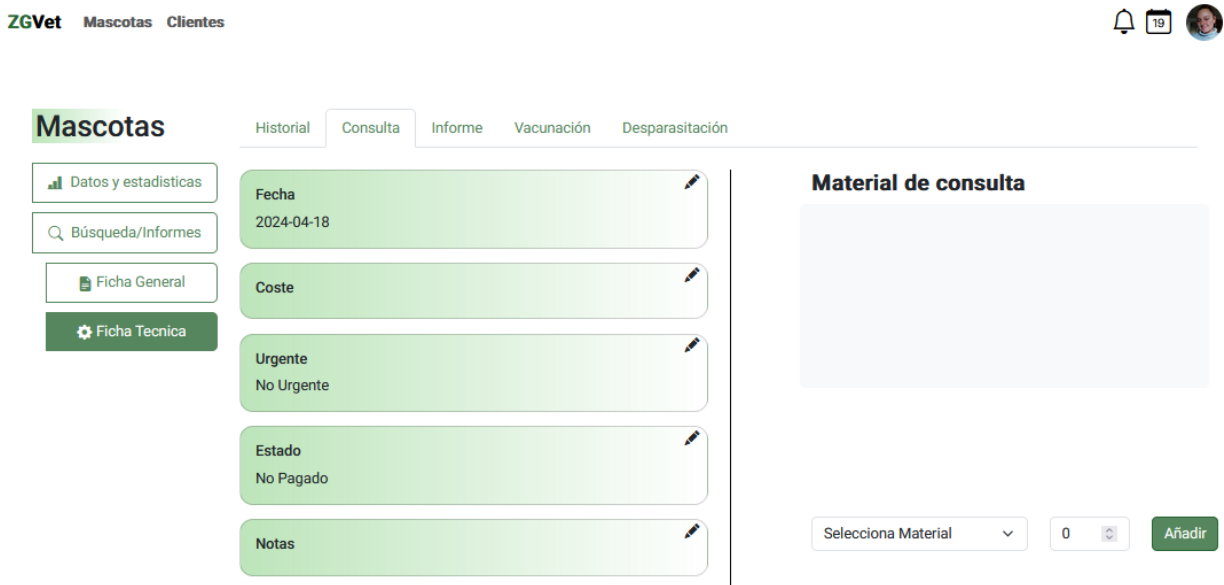 ZGVet Mascotas Clientes
19
Mascotas
Datos y estadisticas
Búsqueda/Informes
Ficha General
Ficha Tecnica
Historial Consulta Informe Vacunación Desparasitación
Fecha
2024-04-18
Coste
Urgente
No Urgente
Estado
No Pagado
Notas
Material de consulta
Selecciona Material 0 Añadir